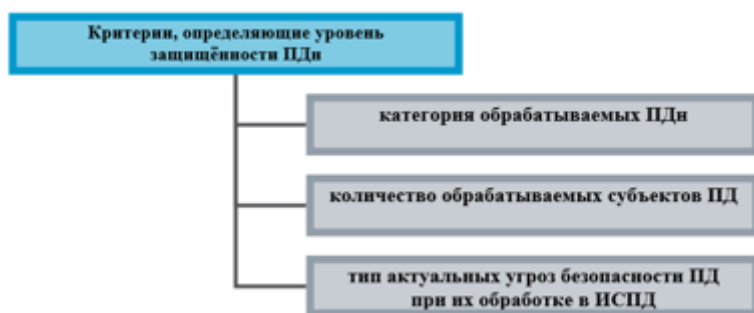 Критерии, определяющие уровень
защищённости ПДн
категория обрабатываемых ПДн
количество обрабатываемых субъектов ПД
тип актуальных угроз безопасности ПД
при их обработке в ИСПД